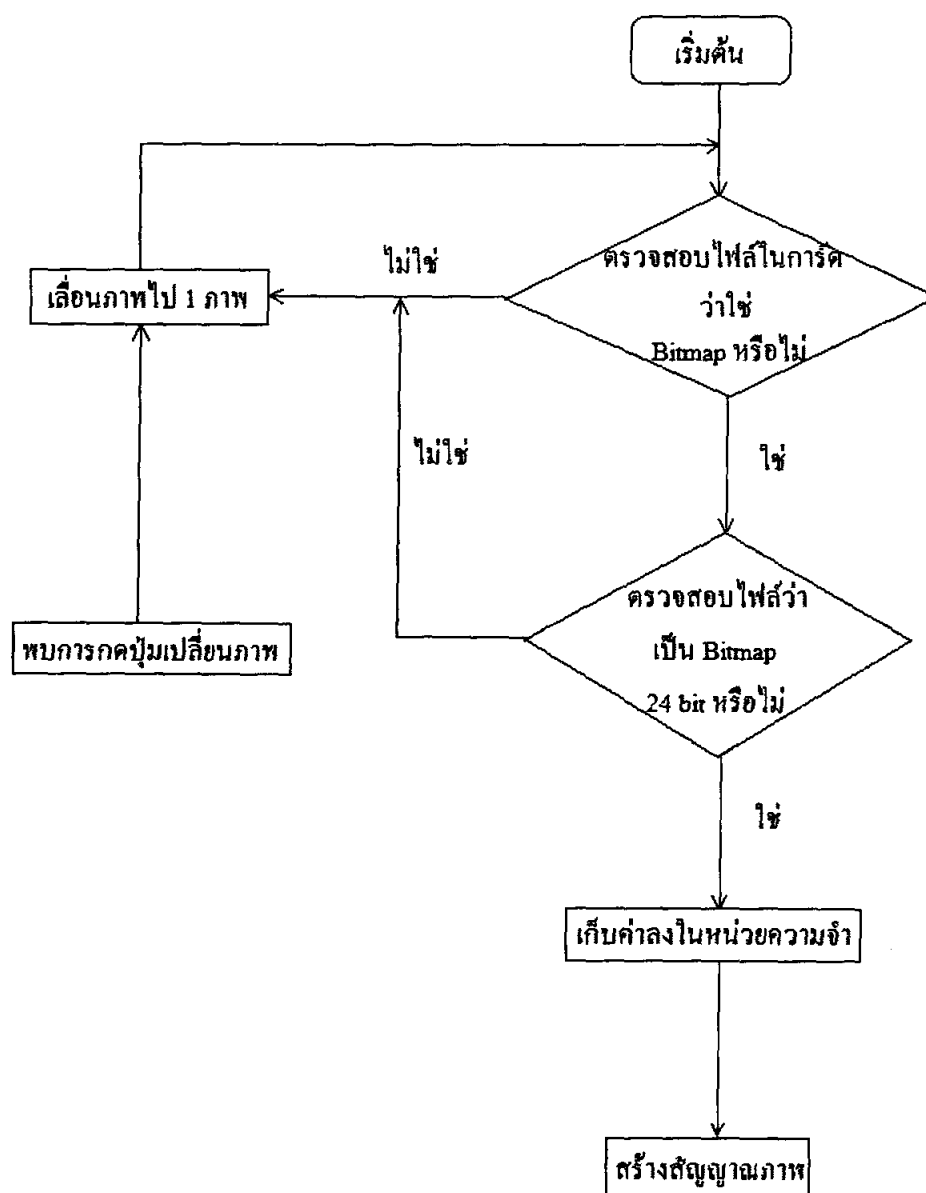 เริ่มต้น
ไม่ใช่
ตรวจสอบไฟล์ในการ์ด
ว่าใช่
Bitmap หรือไม่
เลื่อนภาพไป 1 ภาพ
ไม่ใช่
ใช่
ตรวจสอบไฟล์ว่า
เป็น Bitmap
24 bit หรือไม่
พบการกดปุ่มเปลี่ยนภาพ
ใช่
เก็บค่าลงในหน่วยความจำ
สร้างสัญญาณภาพ